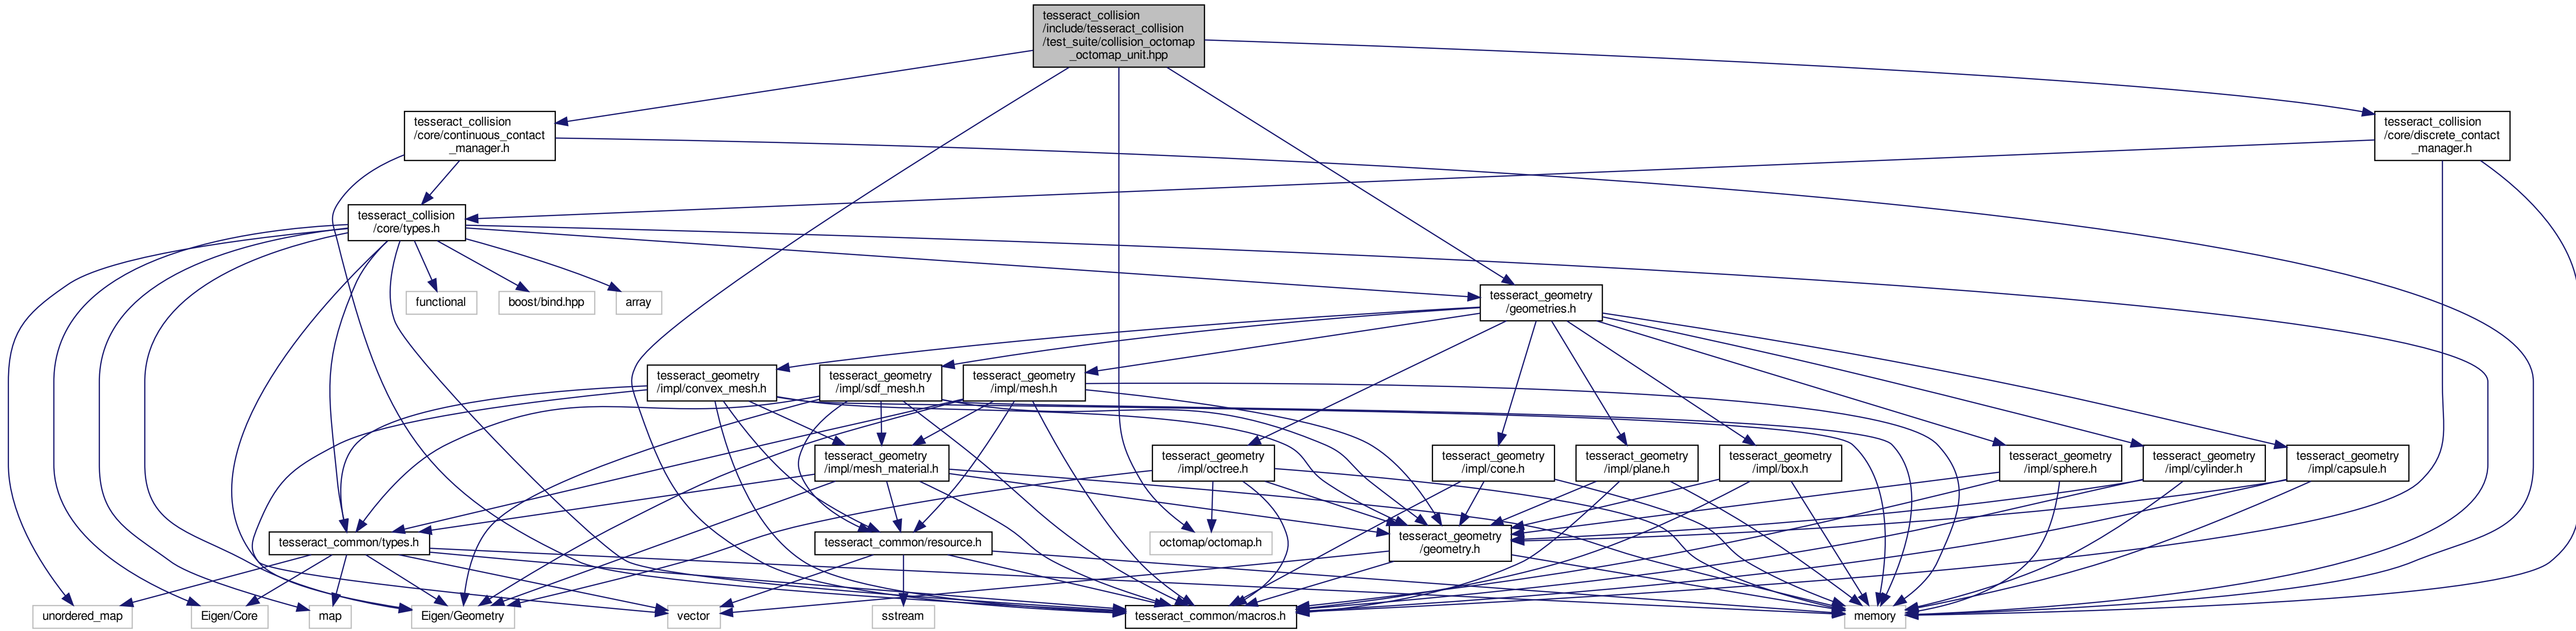 tesseract_collision
/include/tesseract_collision
/test_suite/collision_octomap
_octomap_unit.hpp
tesseract_collision
/core/continuous_contact
_manager.h
tesseract_collision
/core/discrete_contact
_manager.h
tesseract_collision
/core/types.h
functional
boost/bind.hpp
array
tesseract_geometry
/geometries.h
tesseract_geometry
/impl/convex_mesh.h
tesseract_geometry
/impl/sdf_mesh.h
tesseract_geometry
/impl/mesh.h
tesseract_geometry
/impl/mesh_material.h
tesseract_geometry
/impl/octree.h
tesseract_geometry
/impl/cone.h
tesseract_geometry
/impl/plane.h
tesseract_geometry
/impl/box.h
tesseract_geometry
/impl/sphere.h
tesseract_geometry
/impl/cylinder.h
tesseract_geometry
/impl/capsule.h
tesseract_common/types.h
tesseract_common/resource.h
octomap/octomap.h
tesseract_geometry
/geometry.h
unordered_map
Eigen/Core
map
Eigen/Geometry
vector
sstream
tesseract_common/macros.h
memory